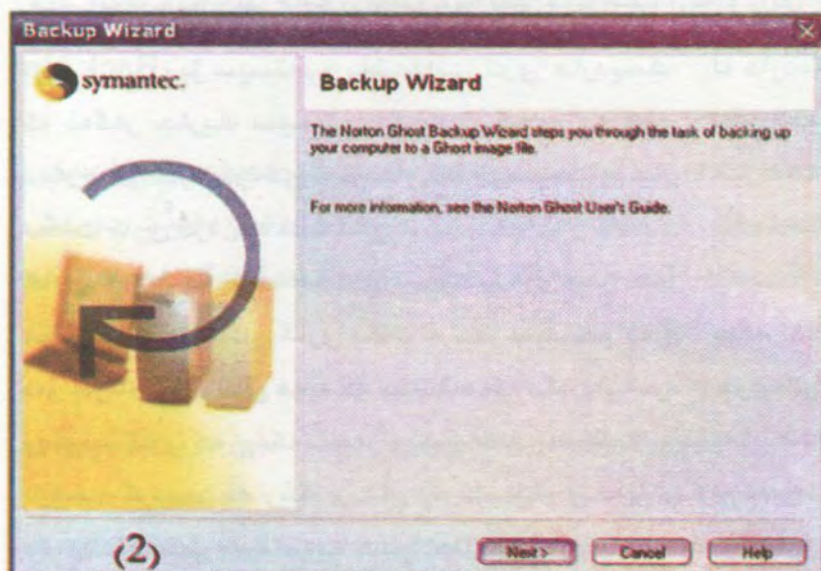 Backup Wizard
symantec.
Backup Wizard
The Norton Ghost Backup Wizard steps you through the task of backing up
your computer to a Ghost image file.
For more information, see the Norton Ghost User's Guide.
(2)
Next >
Cancel
Help